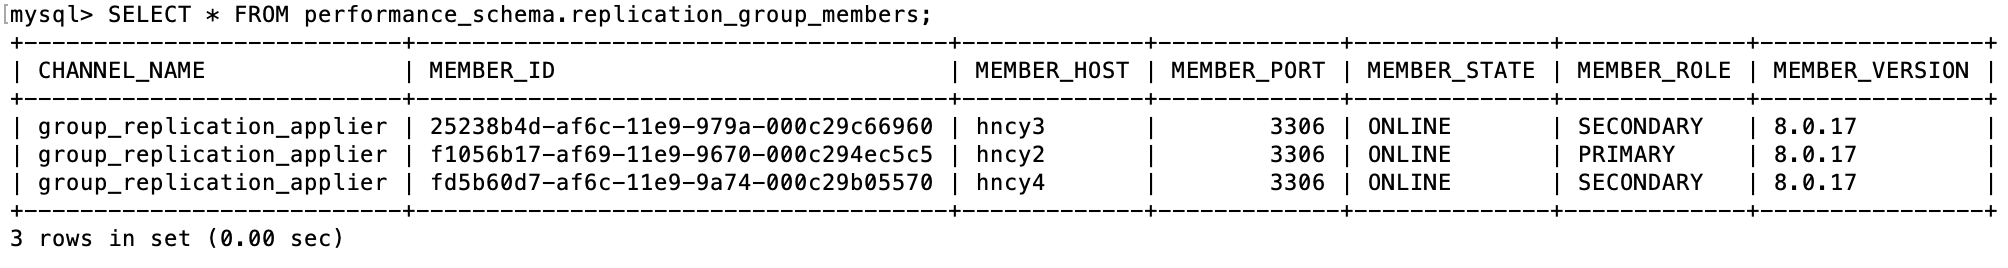 [mysql> SELECT * FROM performance_schema.replication_group_members;
+---------------------------+--------------------------------------+-------------+-------------+--------------+-------------+----------------+
| CHANNEL_NAME              | MEMBER_ID                            | MEMBER_HOST | MEMBER_PORT | MEMBER_STATE | MEMBER_ROLE | MEMBER_VERSION |
+---------------------------+--------------------------------------+-------------+-------------+--------------+-------------+----------------+
| group_replication_applier | 25238b4d-af6c-11e9-979a-000c29c66960 | hncy3       |        3306 | ONLINE       | SECONDARY   | 8.0.17         |
| group_replication_applier | f1056b17-af69-11e9-9670-000c294ec5c5 | hncy2       |        3306 | ONLINE       | PRIMARY     | 8.0.17         |
| group_replication_applier | fd5b60d7-af6c-11e9-9a74-000c29b05570 | hncy4       |        3306 | ONLINE       | SECONDARY   | 8.0.17         |
+---------------------------+--------------------------------------+-------------+-------------+--------------+-------------+----------------+
3 rows in set (0.00 sec)